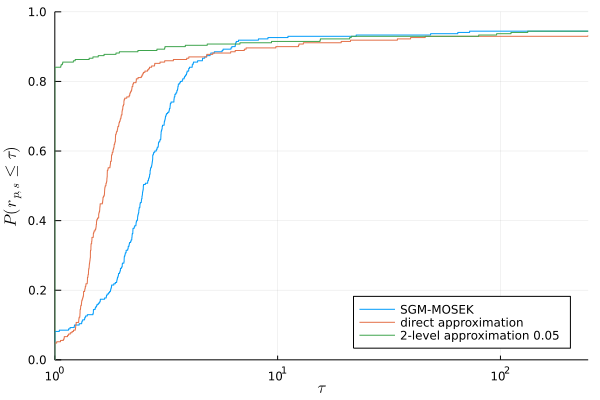 1.0
0.8
0.6
0.4
0.2
0.0
P(r_{p,s} ≤ τ)
SGM-MOSEK
direct approximation
2-level approximation 0.05
10^0 10^1 10^2
τ